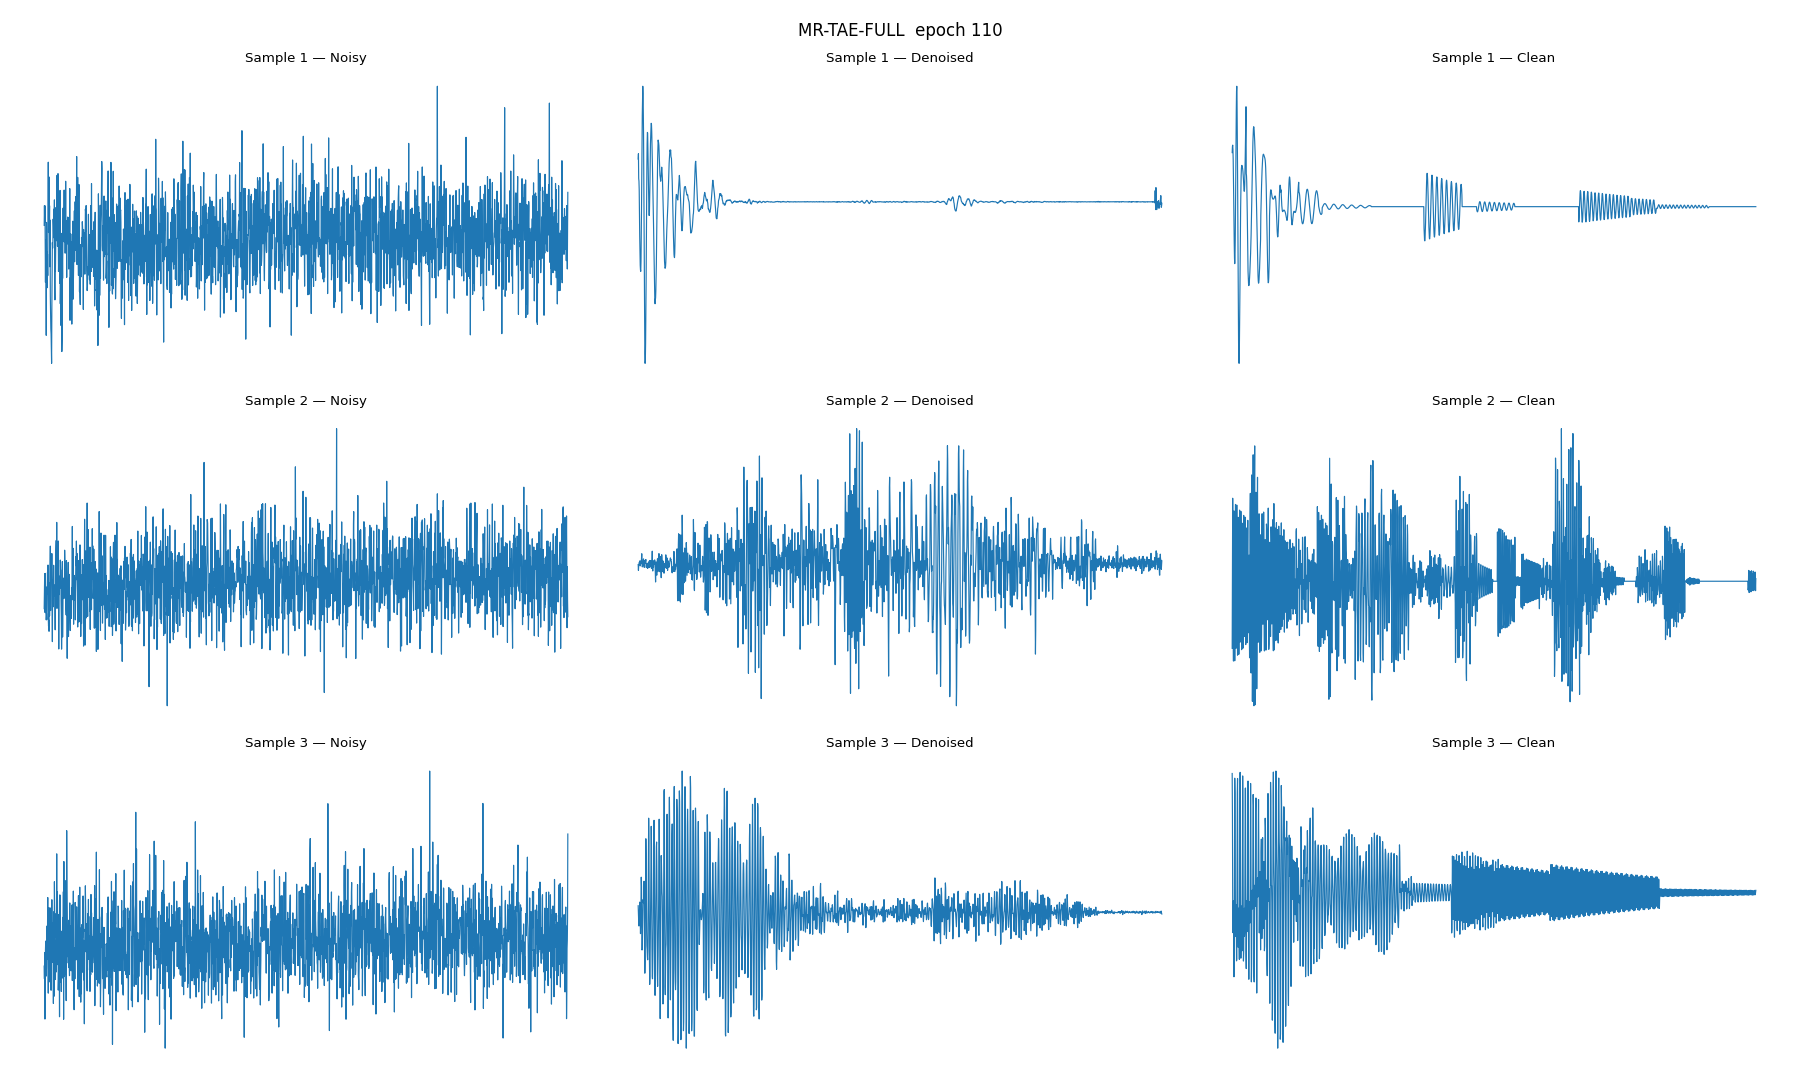 MR-TAE-FULL  epoch 110
Sample 1 — Noisy
Sample 1 — Denoised
Sample 1 — Clean
Sample 2 — Noisy
Sample 2 — Denoised
Sample 2 — Clean
Sample 3 — Noisy
Sample 3 — Denoised
Sample 3 — Clean